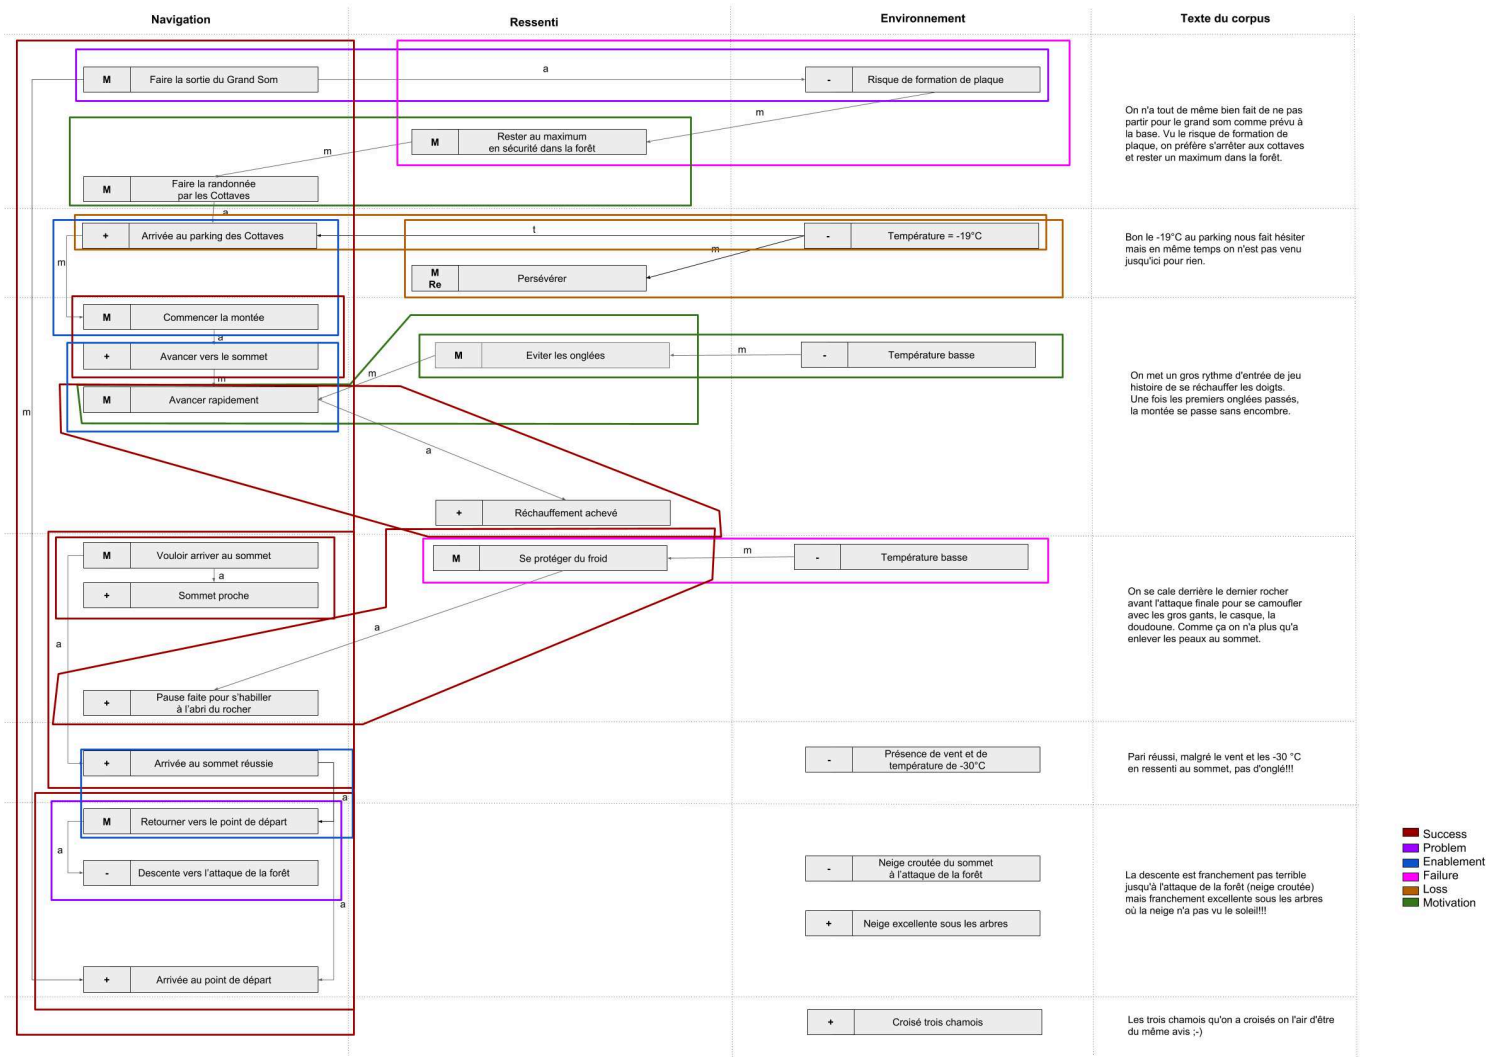 Navigation
Ressenti
Environnement
Texte du corpus
M
Faire la sortie du Grand Som
a
-
Risque de formation de plaque
m
M
Rester au maximum
en sécurité dans la forêt
m
M
Faire la randonnée
par les Cottaves
a
On n'a tout de même bien fait de ne pas
partir pour le grand som comme prévu à
la base. Vu le risque de formation de
plaque, on préfère s'arrêter aux cottaves
et rester un maximum dans la forêt.
+
Arrivée au parking des Cottaves
t
-
Température = -19°C
m
m
M
Re
Persévérer
Bon le -19°C au parking nous fait hésiter
mais en même temps on n'est pas venu
jusqu'ici pour rien.
M
Commencer la montée
a
+
Avancer vers le sommet
m
M
Avancer rapidement
M
Eviter les onglées
m
-
Température basse
m
m
a
+
Réchauffement achevé
On met un gros rythme d'entrée de jeu
histoire de se réchauffer les doigts.
Une fois les premiers onglées passés,
la montée se passe sans encombre.
M
Vouloir arriver au sommet
a
+
Sommet proche
M
Se protéger du froid
m
-
Température basse
a
a
+
Pause faite pour s'habiller
à l'abri du rocher
On se cale derrière le dernier rocher
avant l'attaque finale pour se camoufler
avec les gros gants, le casque, la
doudoune. Comme ça on n'a plus qu'a
enlever les peaux au sommet.
+
Arrivée au sommet réussie
-
Présence de vent et de
température de -30°C
Pari réussi, malgré le vent et les -30 °C
en ressenti au sommet, pas d'onglé!!!
a
M
Retourner vers le point de départ
a
-
Descente vers l'attaque de la forêt
a
-
Neige croutée du sommet
à l'attaque de la forêt
+
Neige excellente sous les arbres
La descente est franchement pas terrible
jusqu'à l'attaque de la forêt (neige croutée)
mais franchement excellente sous les arbres
où la neige n'a pas vu le soleil!!!
+
Arrivée au point de départ
+
Croisé trois chamois
Les trois chamois qu'on a croisés on l'air d'être
du même avis ;-)
Success
Problem
Enablement
Failure
Loss
Motivation